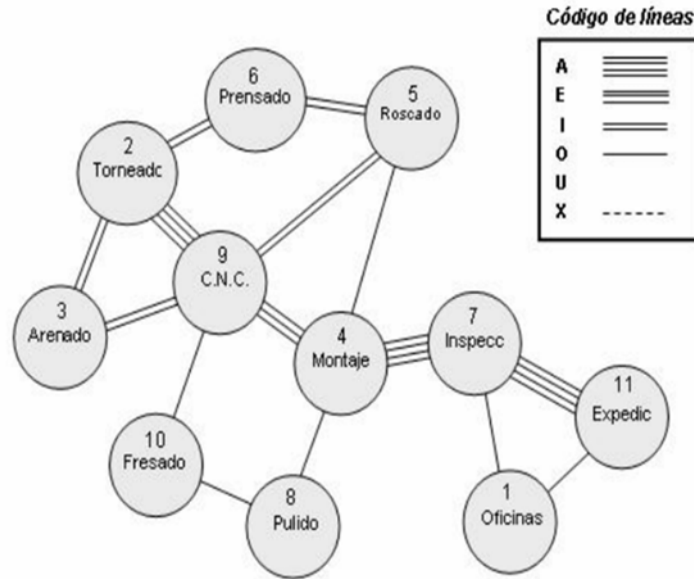 Código de líneas
A
E
I
O
U
X
6
Prensado
5
Roscado
2
Torneadc
9
C.N.C.
3
Arenado
4
Montaje
7
Inspecc
11
Expedic
10
Fresado
8
Pulido
1
Oficinas